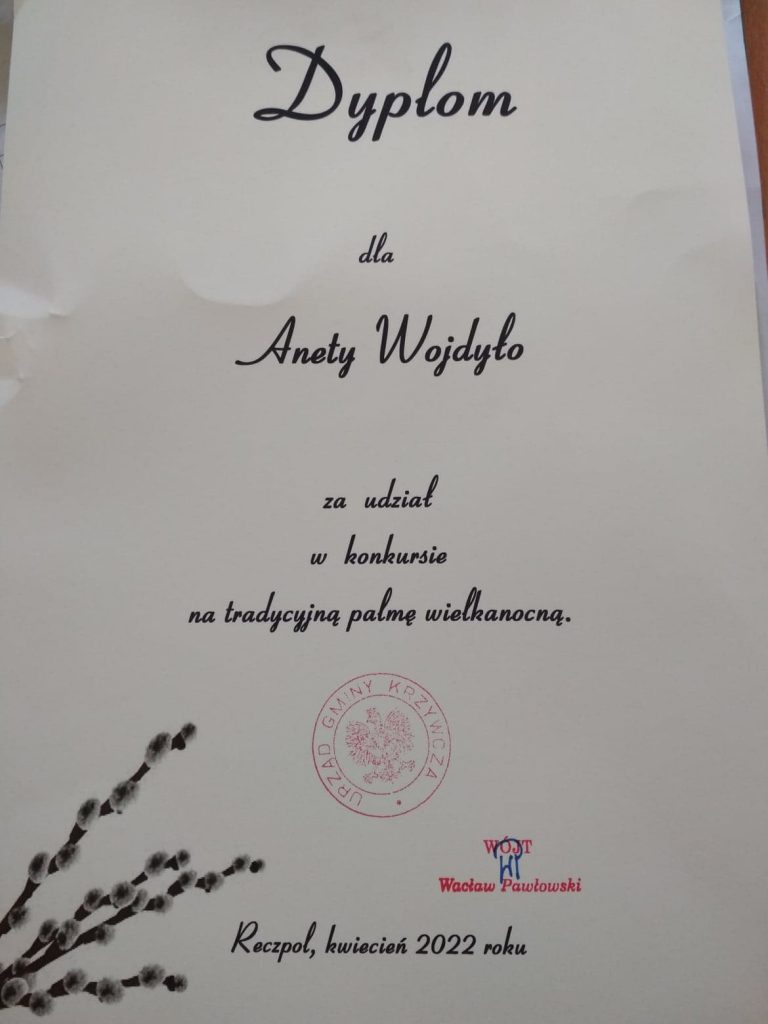 Dyplom
dla
Anety Wojdyło
za udział
w konkursie
na tradycyjną palmę wielkanocną.
URZĄD GMINY KRZYWCZA
WÓJT
WP
Wacław Pawłowski
Reczpol, kwiecień 2022 roku